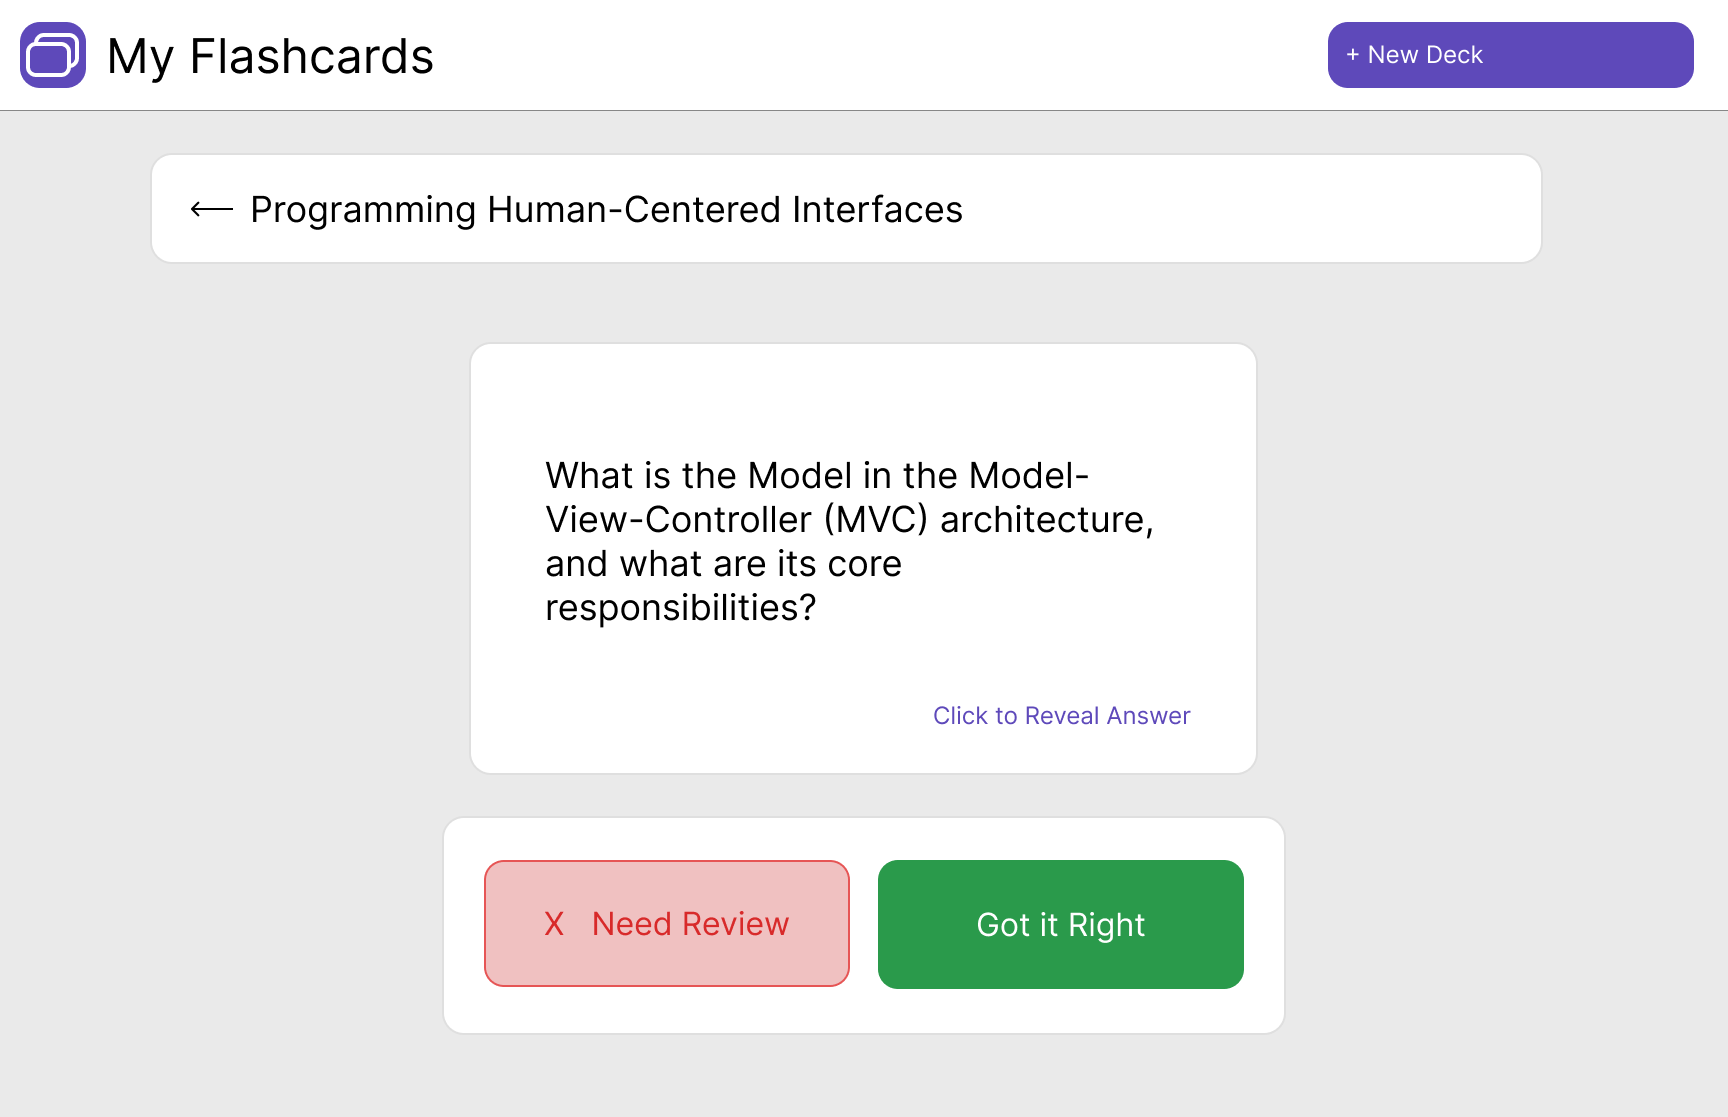 My Flashcards
+ New Deck
Programming Human-Centered Interfaces
What is the Model in the Model-
View-Controller (MVC) architecture,
and what are its core
responsibilities?
Click to Reveal Answer
X Need Review
Got it Right